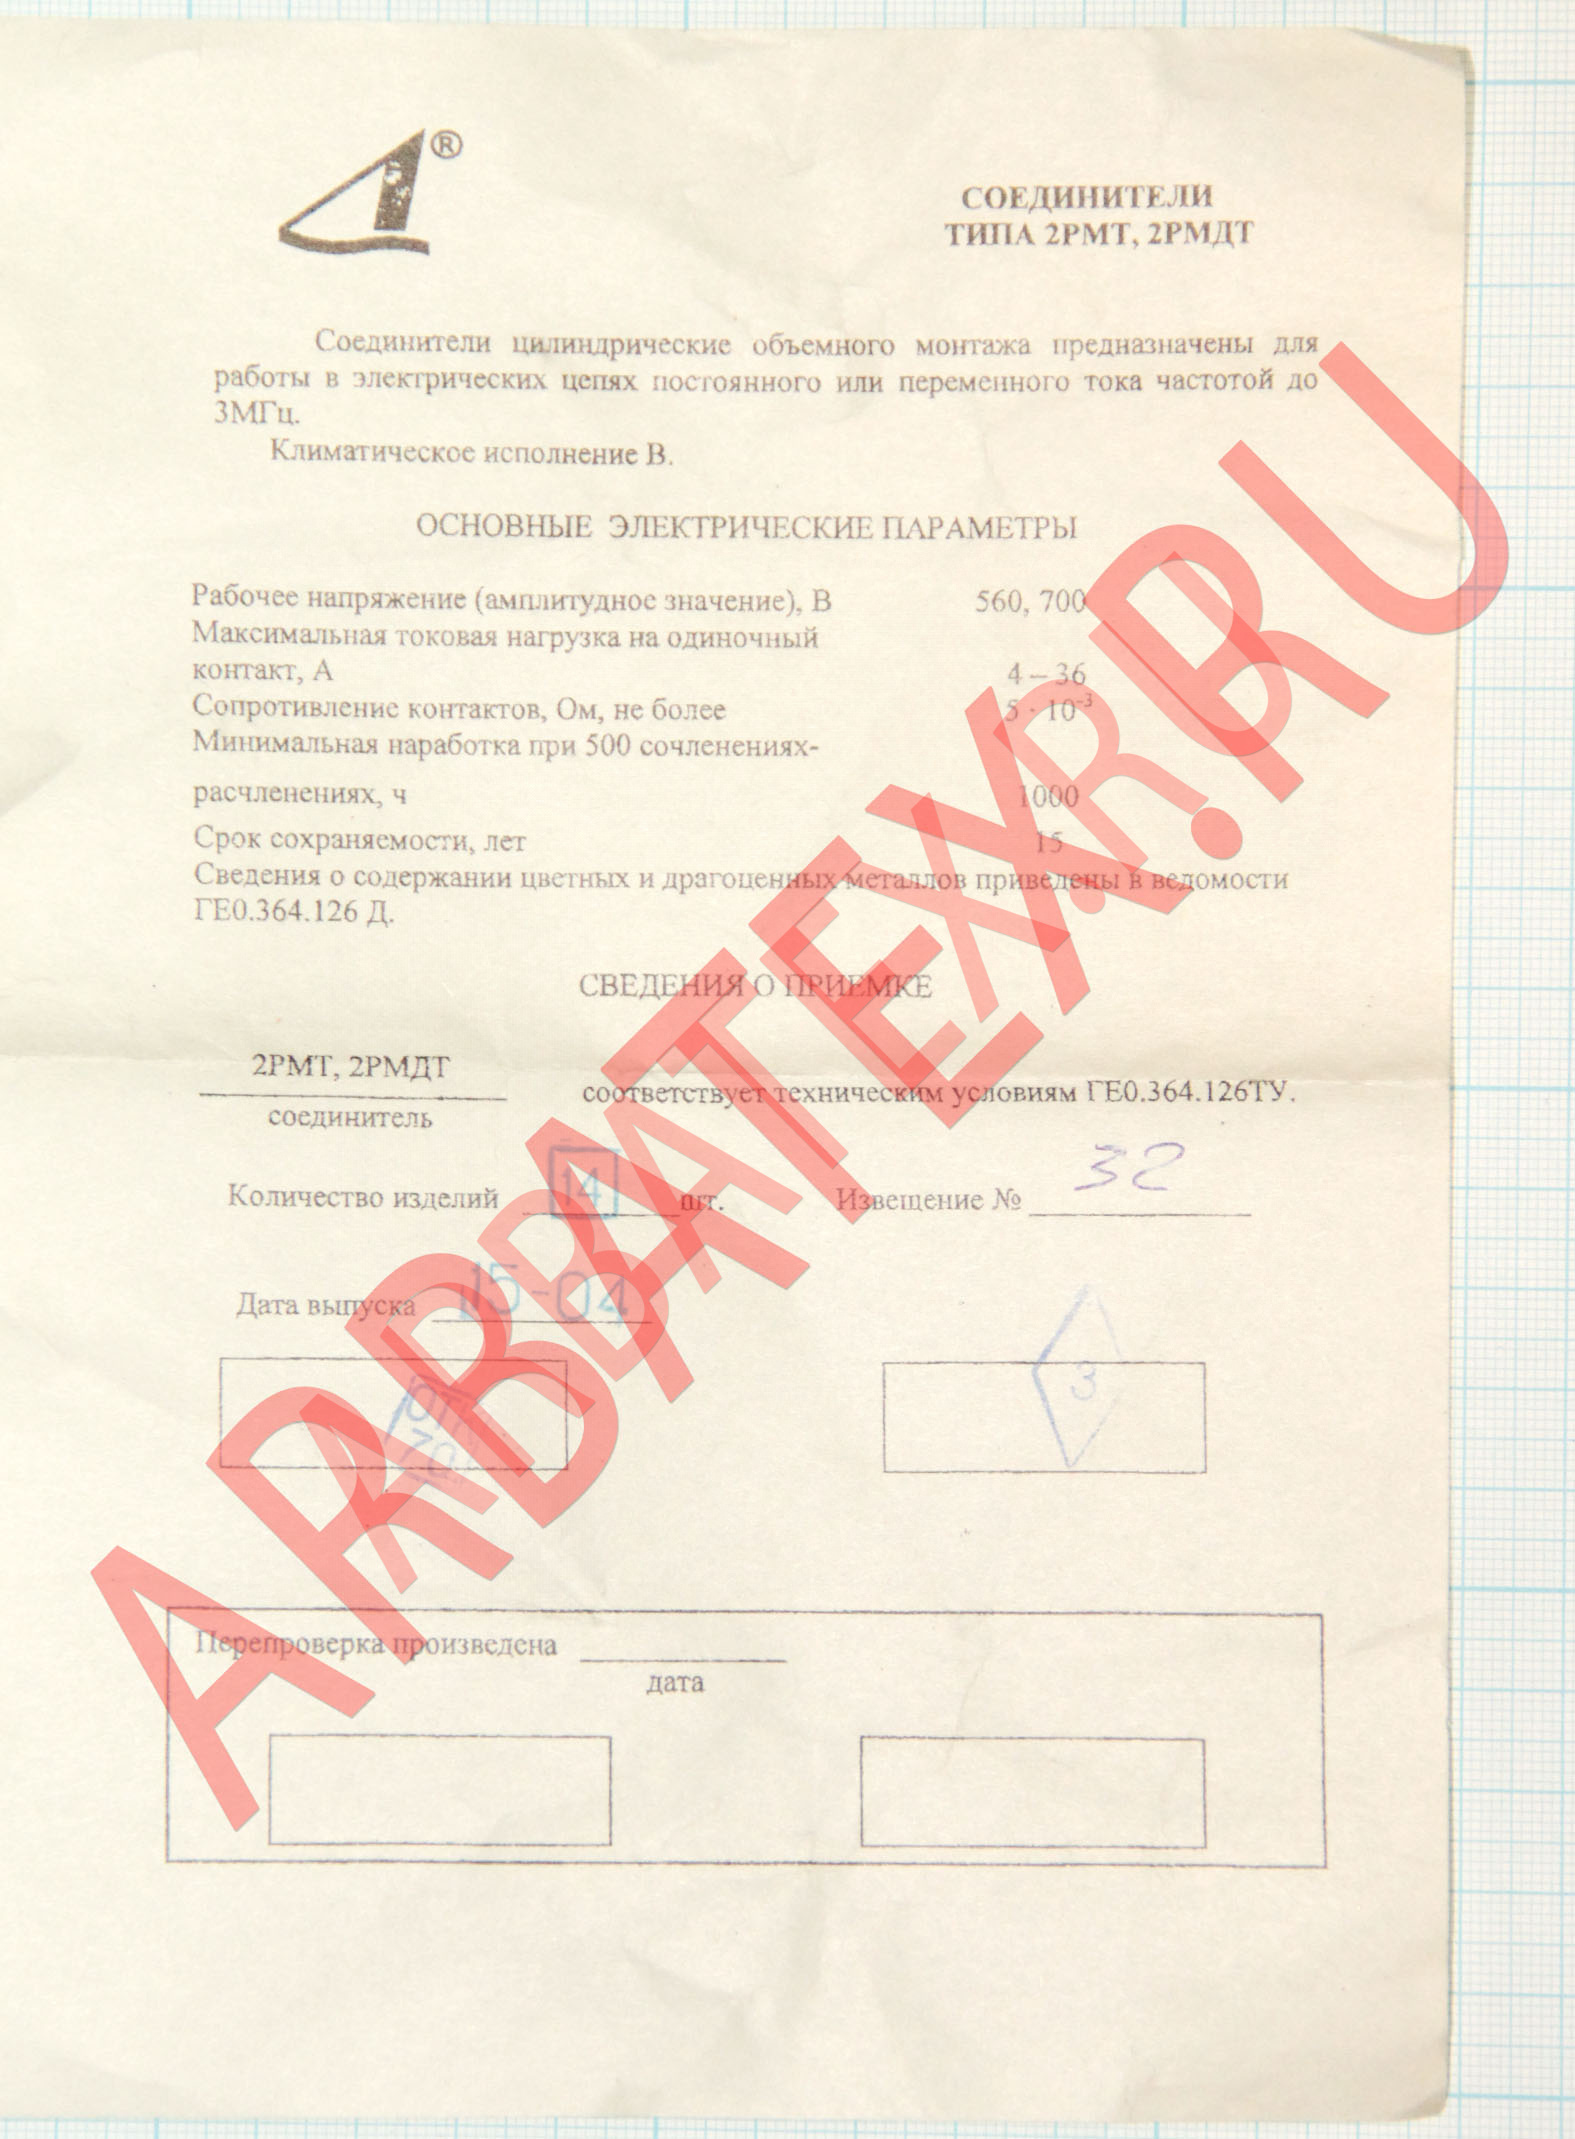 ®
СОЕДИНИТЕЛИ
ТИПА 2РМТ, 2РМДТ
Соединители цилиндрические объемного монтажа предназначены для
работы в электрических цепях постоянного или переменного тока частотой до
3МГц.
Климатическое исполнение В.
ОСНОВНЫЕ ЭЛЕКТРИЧЕСКИЕ ПАРАМЕТРЫ
Рабочее напряжение (амплитудное значение), В 560, 700
Максимальная токовая нагрузка на одиночный
контакт, А 4 – 36
Сопротивление контактов, Ом, не более 5 · 10⁻³
Минимальная наработка при 500 сочленениях-
расчленениях, ч 1000
Срок сохраняемости, лет 15
Сведения о содержании цветных и драгоценных металлов приведены в ведомости
ГЕ0.364.126 Д.
СВЕДЕНИЯ О ПРИЕМКЕ
2РМТ, 2РМДТ соответствует техническим условиям ГЕ0.364.126ТУ.
соединитель
Количество изделий 14 шт. Извещение № 32
Дата выпуска 15-04
3
Перепроверка произведена
дата
ARBATEX.RU
ARBATEX.RU